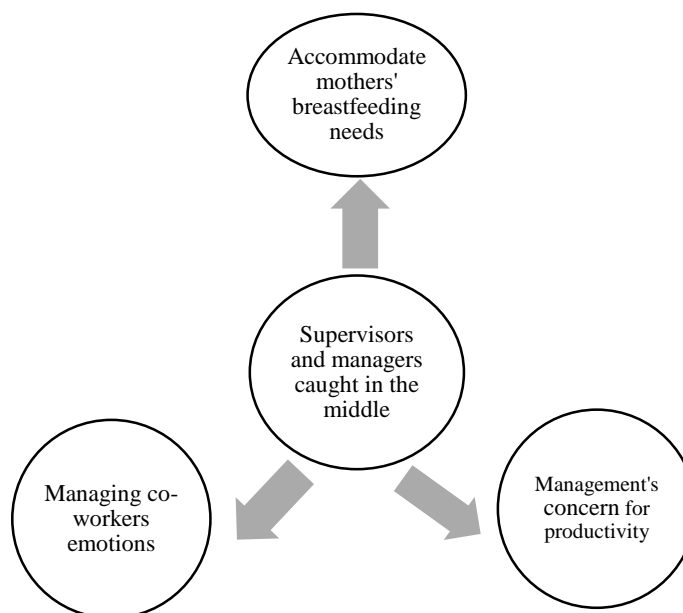 Accommodate
mothers'
breastfeeding
needs
Supervisors
and managers
caught in the
middle
Managing co-
workers
emotions
Management's
concern for
productivity